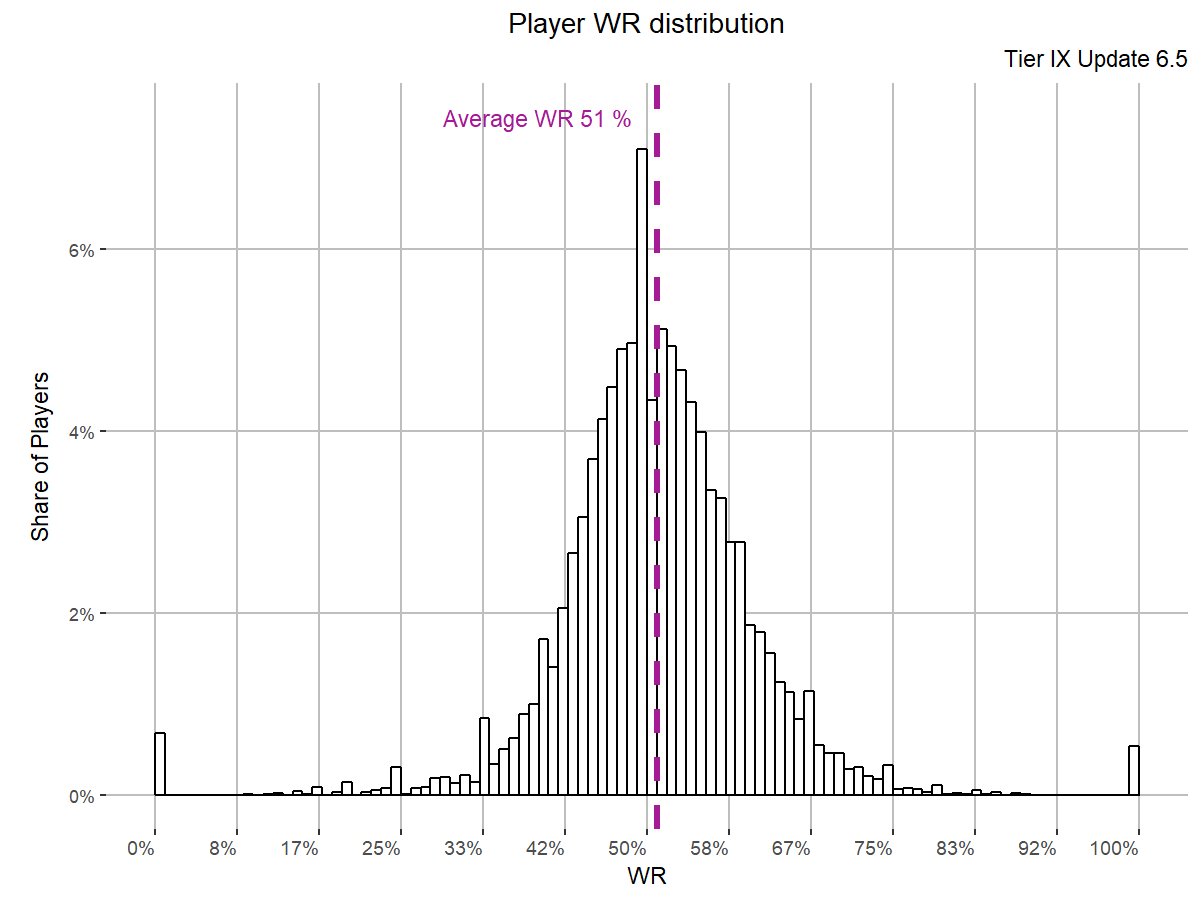 Player WR distribution
Tier IX Update 6.5
Average WR 51 %
6%
4%
2%
0%
Share of Players
0% 8% 17% 25% 33% 42% 50% 58% 67% 75% 83% 92% 100%
WR